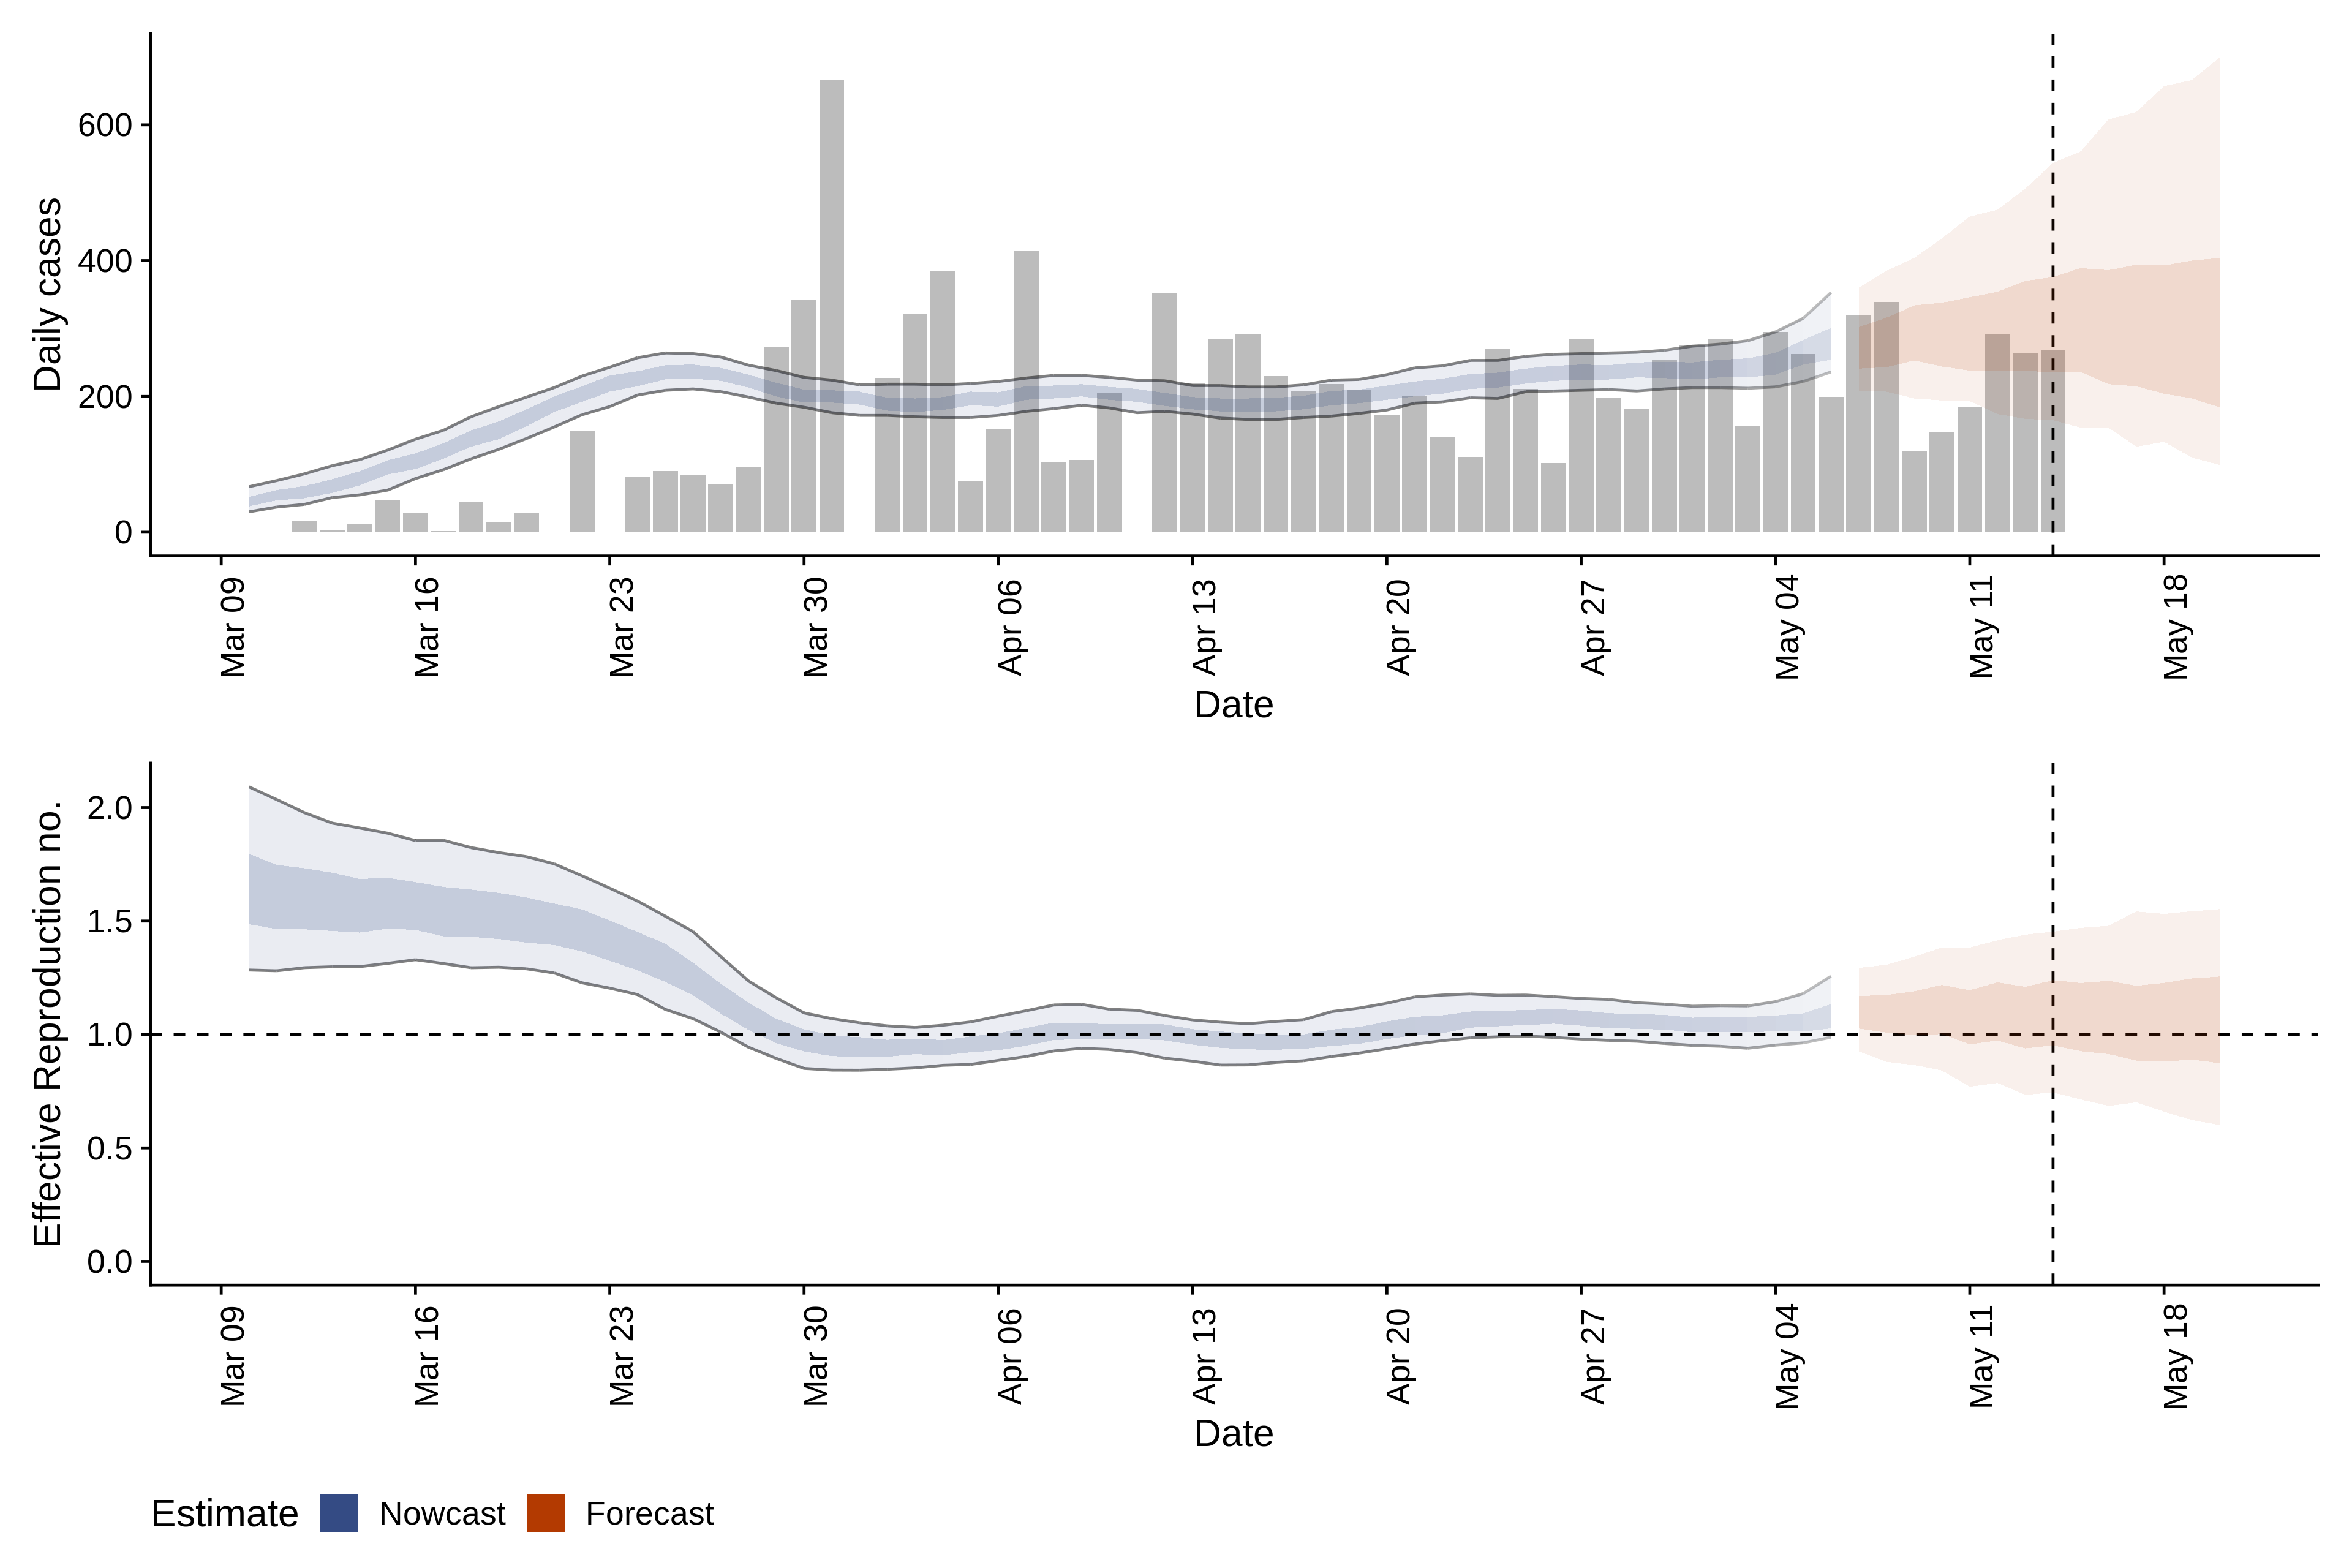 Daily cases
600
400
200
0
Mar 09
Mar 16
Mar 23
Mar 30
Apr 06
Apr 13
Apr 20
Apr 27
May 04
May 11
May 18
Date
Effective Reproduction no.
2.0
1.5
1.0
0.5
0.0
Mar 09
Mar 16
Mar 23
Mar 30
Apr 06
Apr 13
Apr 20
Apr 27
May 04
May 11
May 18
Date
Estimate Nowcast Forecast